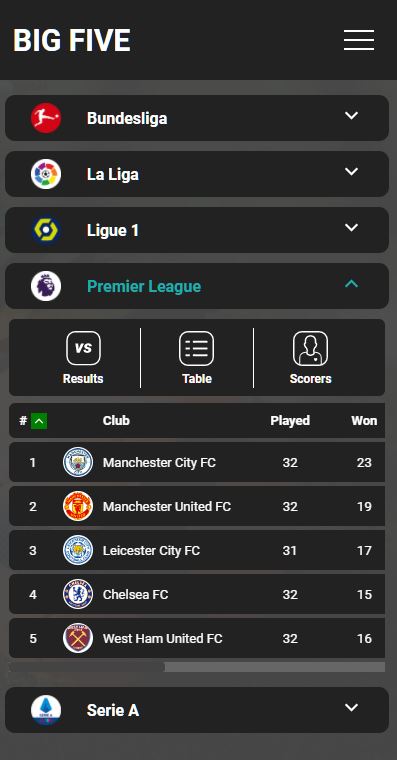 BIG FIVE
Bundesliga
La Liga
Ligue 1
Premier League
VS
Results Table Scorers
# Club Played Won
1 Manchester City FC 32 23
2 Manchester United FC 32 19
3 Leicester City FC 31 17
4 Chelsea FC 32 15
5 West Ham United FC 32 16
Serie A